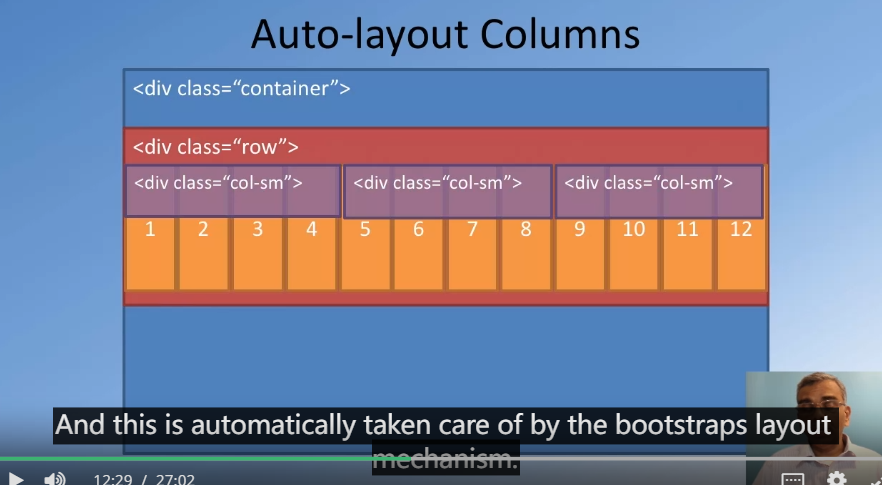 Auto-layout Columns
<div class=“container”>
<div class=“row”>
<div class=“col-sm”> <div class=“col-sm”> <div class=“col-sm”>
1 2 3 4 5 6 7 8 9 10 11 12
And this is automatically taken care of by the bootstraps layout
mechanism.
12:29 / 27:02